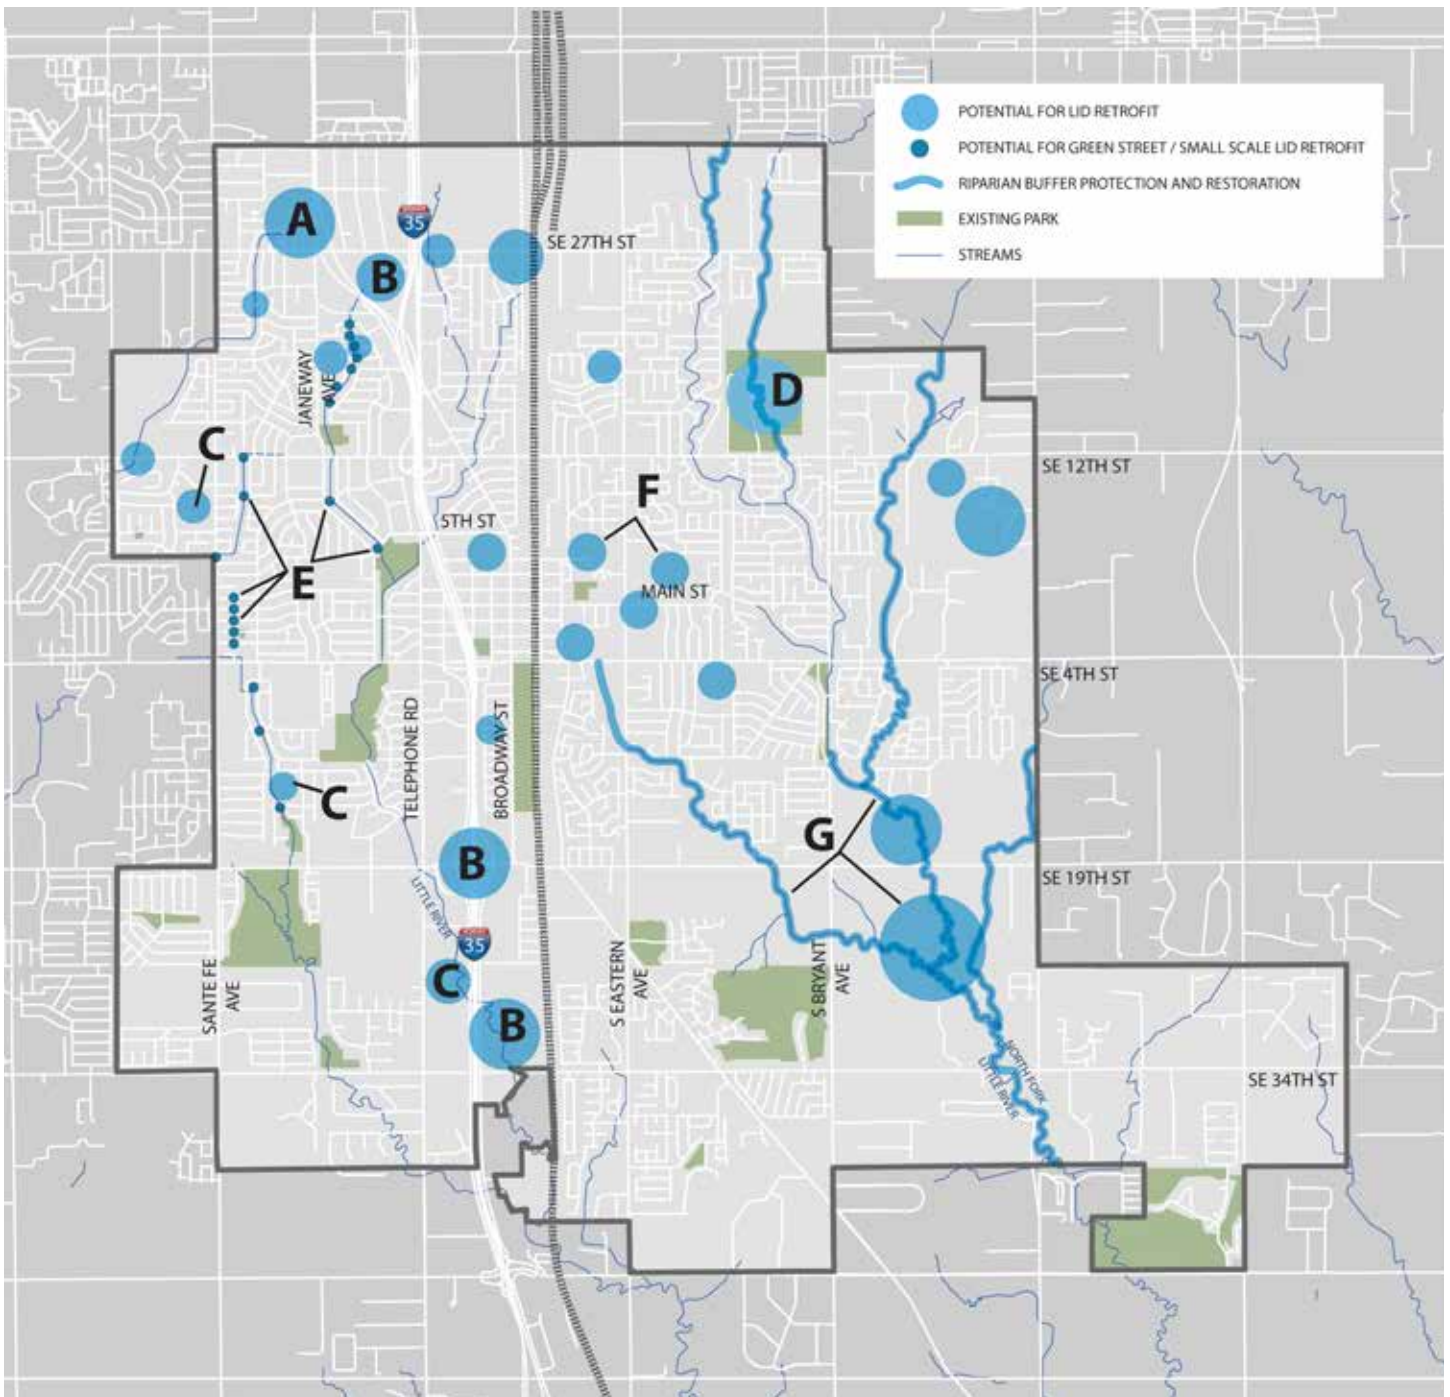 POTENTIAL FOR LID RETROFIT
POTENTIAL FOR GREEN STREET / SMALL SCALE LID RETROFIT
RIPARIAN BUFFER PROTECTION AND RESTORATION
EXISTING PARK
STREAMS
A
35
SE 27TH ST
B
JANEWAY
AVE
D
C
SE 12TH ST
F
5TH ST
E
MAIN ST
SE 4TH ST
TELEPHONE RD
BROADWAY ST
C
G
B
SE 19TH ST
LITTLE RIVER
35
SANTE FE
AVE
C
S EASTERN
AVE
S BRYANT
AVE
B
NORTH FORK
LITTLE RIVER
SE 34TH ST